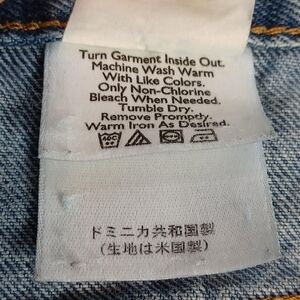 Turn Garment Inside Out.
Machine Wash Warm
With Like Colors.
Only Non-Chlorine
Bleach When Needed.
Tumble Dry.
Remove Promptly.
Warm Iron As Desired.
ドミニカ共和国製
(生地は米国製)